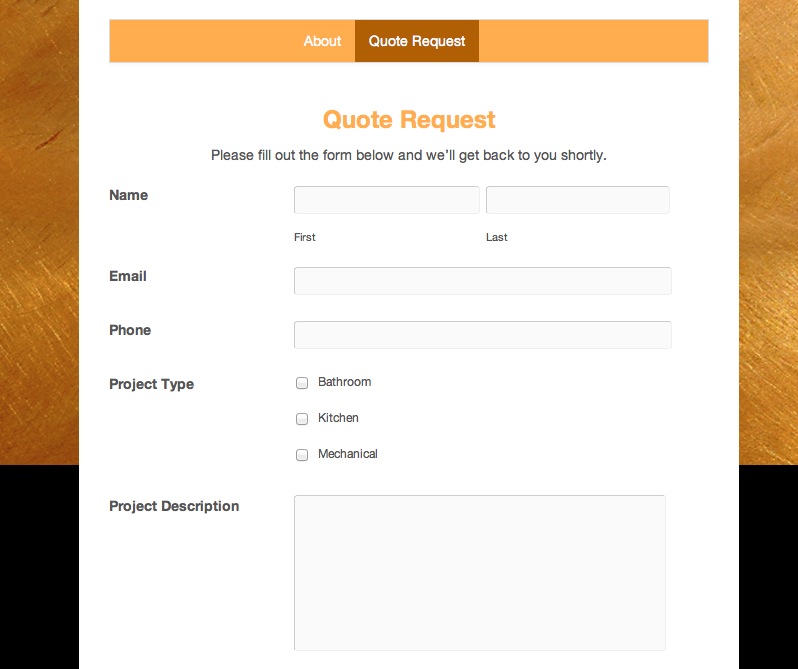 About Quote Request
Quote Request
Please fill out the form below and we'll get back to you shortly.
Name
First Last
Email
Phone
Project Type Bathroom
Kitchen
Mechanical
Project Description